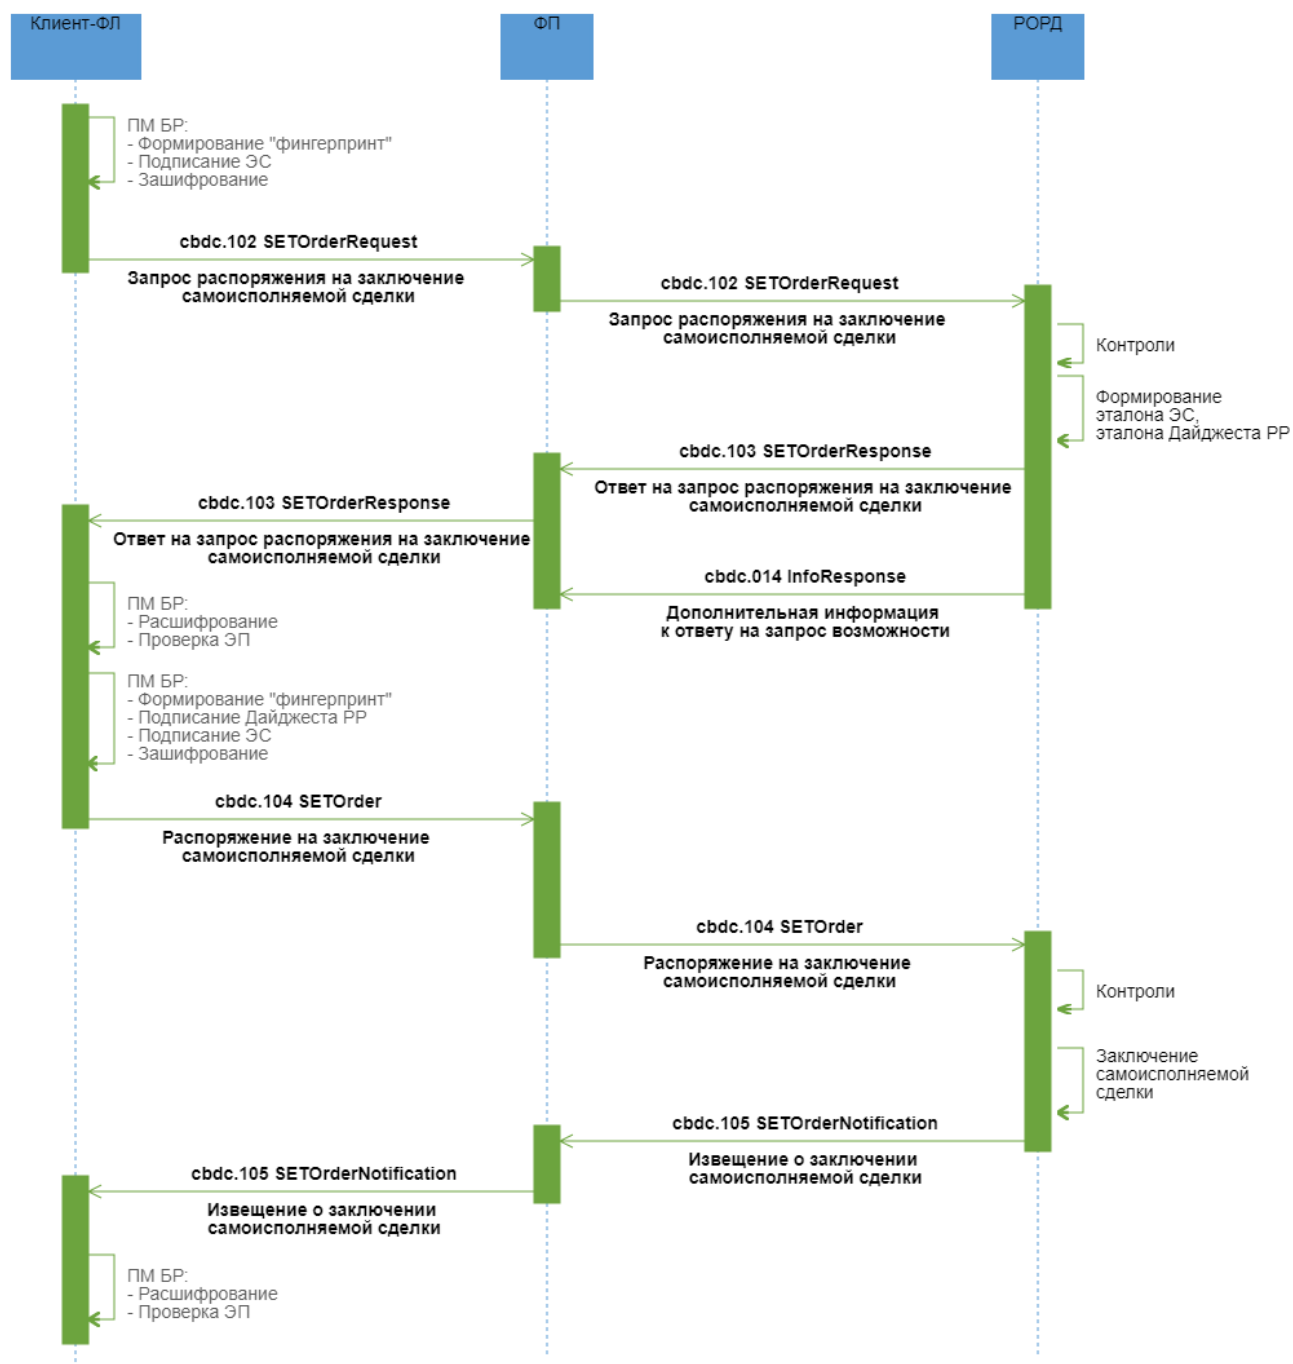 Клиент-ФЛ
ФП
РОРД
ПМ БР:
- Формирование "фингерпринт"
- Подписание ЭС
- Зашифрование
cbdc.102 SETOrderRequest
Запрос распоряжения на заключение
самоисполняемой сделки
cbdc.102 SETOrderRequest
Запрос распоряжения на заключение
самоисполняемой сделки
Контроли
Формирование
эталона ЭС,
эталона Дайджеста РР
cbdc.103 SETOrderResponse
Ответ на запрос распоряжения на заключение
самоисполняемой сделки
cbdc.103 SETOrderResponse
Ответ на запрос распоряжения на заключение
самоисполняемой сделки
cbdc.014 InfoResponse
Дополнительная информация
к ответу на запрос возможности
ПМ БР:
- Расшифрование
- Проверка ЭП
ПМ БР:
- Формирование "фингерпринт"
- Подписание Дайджеста РР
- Подписание ЭС
- Зашифрование
cbdc.104 SETOrder
Распоряжение на заключение
самоисполняемой сделки
cbdc.104 SETOrder
Распоряжение на заключение
самоисполняемой сделки
Контроли
Заключение
самоисполняемой
сделки
cbdc.105 SETOrderNotification
Извещение о заключении
самоисполняемой сделки
cbdc.105 SETOrderNotification
Извещение о заключении
самоисполняемой сделки
ПМ БР:
- Расшифрование
- Проверка ЭП